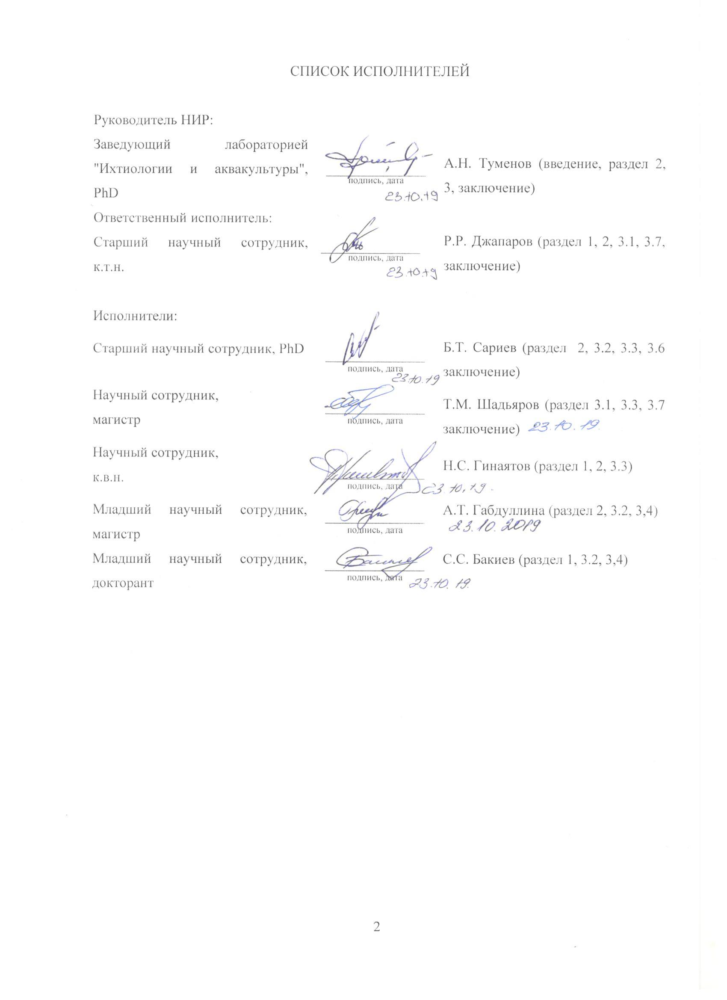 СПИСОК ИСПОЛНИТЕЛЕЙ
Руководитель НИР:
Заведующий лабораторией
"Ихтиологии и аквакультуры",
PhD
подпись, дата
23.10.19
А.Н. Туменов (введение, раздел 2,
3, заключение)
Ответственный исполнитель:
Старший научный сотрудник,
к.т.н.
подпись, дата
23.10.19
Р.Р. Джапаров (раздел 1, 2, 3.1, 3.7,
заключение)
Исполнители:
Старший научный сотрудник, PhD
подпись, дата
23.10.19
Б.Т. Сариев (раздел 2, 3.2, 3.3, 3.6
заключение)
Научный сотрудник,
магистр
подпись, дата
Т.М. Шадьяров (раздел 3.1, 3.3, 3.7
заключение) 23.10.19.
Научный сотрудник,
к.в.н.
подпись, дата
Н.С. Гинаятов (раздел 1, 2, 3.3)
23.10.19.
Младший научный сотрудник,
магистр
подпись, дата
А.Т. Габдуллина (раздел 2, 3.2, 3,4)
23.10.2019
Младший научный сотрудник,
докторант
подпись, дата
С.С. Бакиев (раздел 1, 3.2, 3,4)
23.10.19.
2